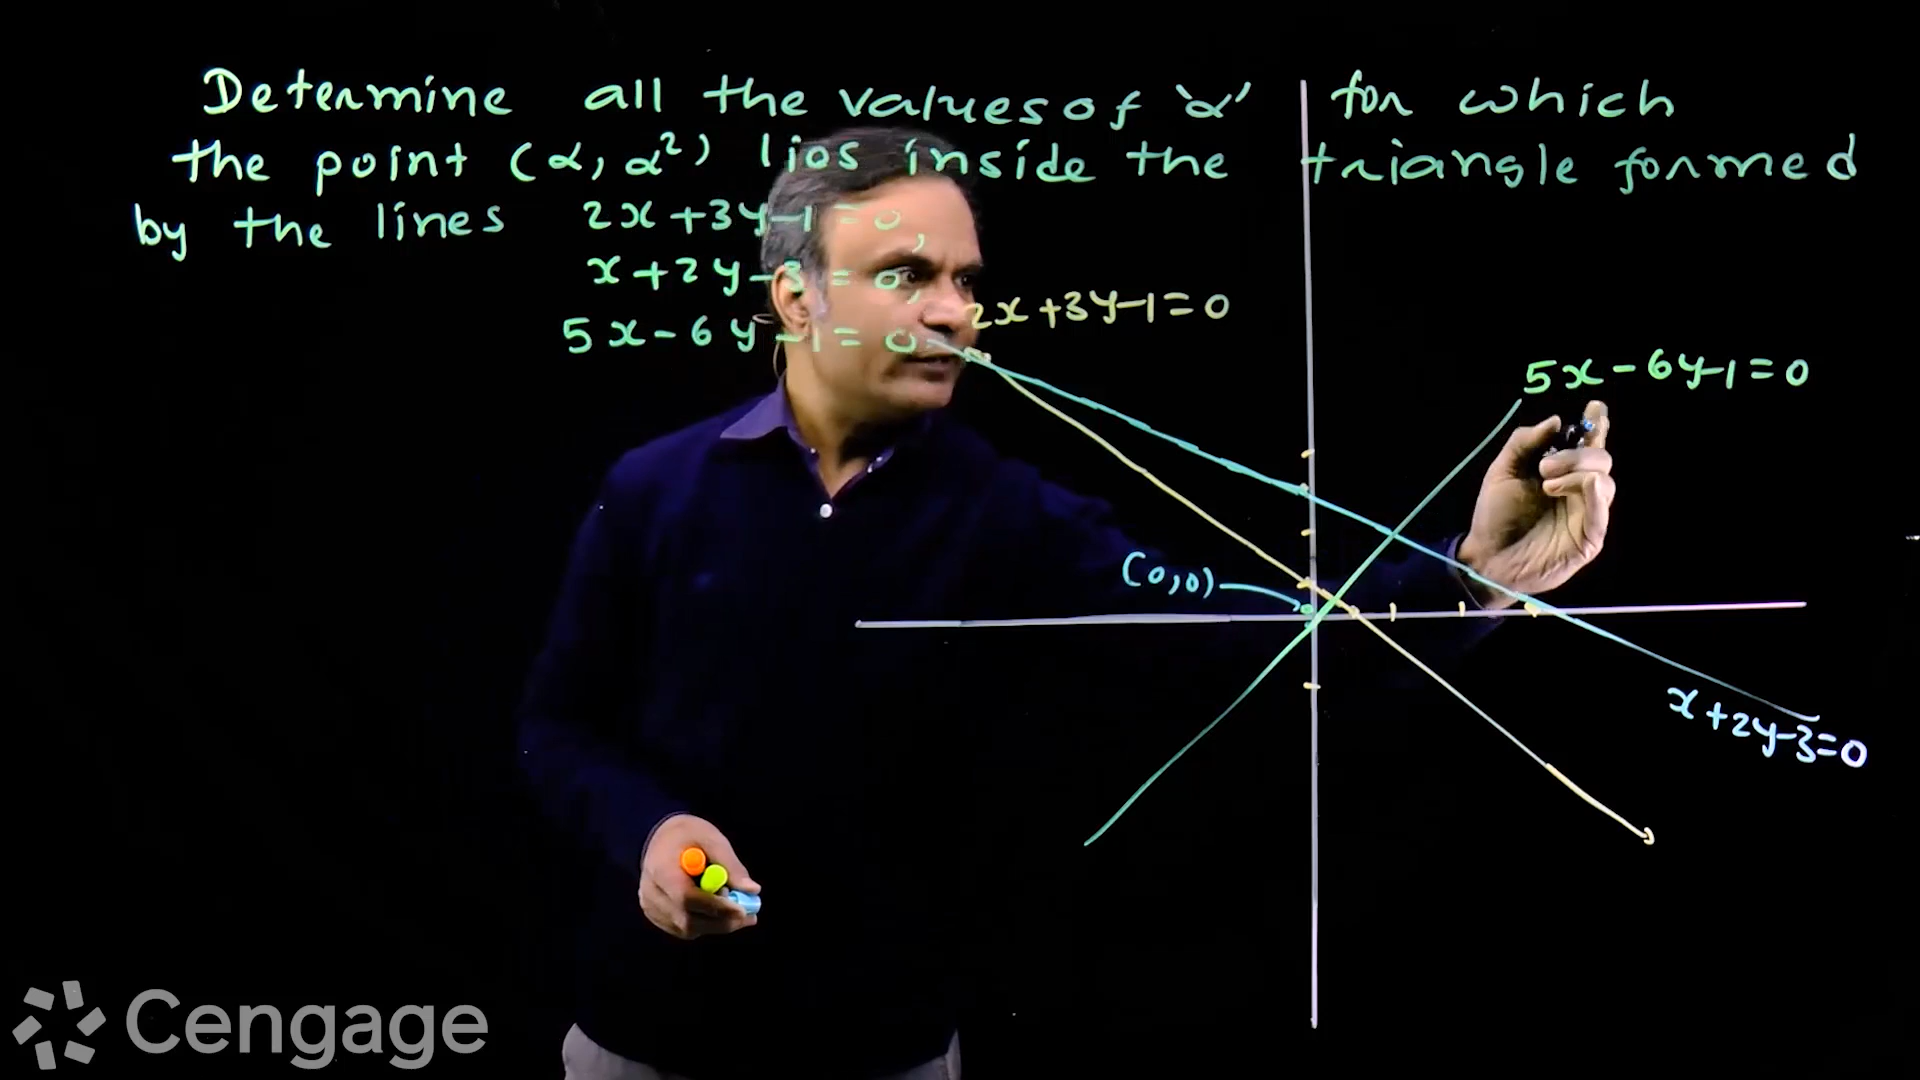 Determine all the values of 'α' for which
the point (α, α²) lies inside the triangle formed
by the lines 2x+3y-1=0,
x+2y-3=0,
5x-6y-1=0
2x+3y-1=0
5x-6y-1=0
(0,0)
x+2y-3=0
Cengage